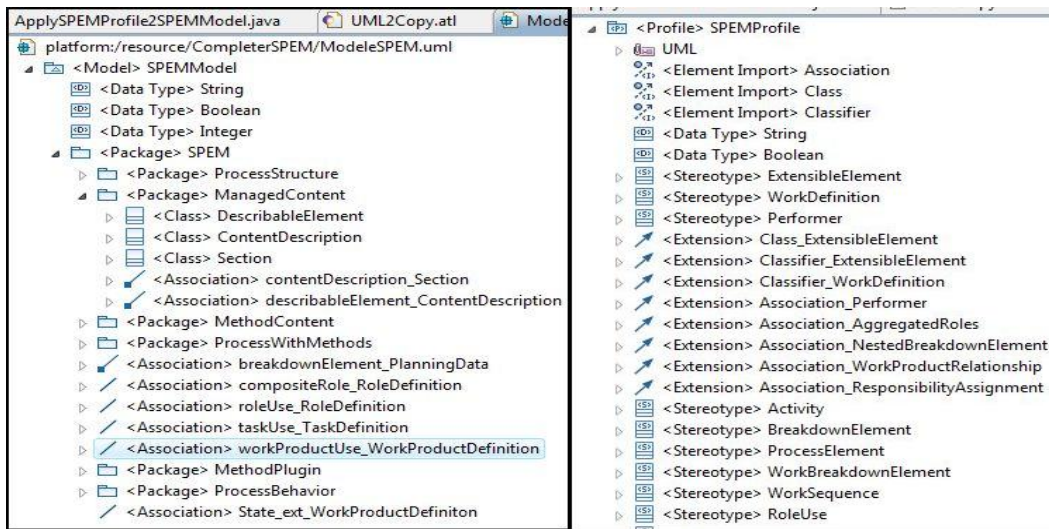 ApplySPEMProfile2SPEMModel.java
UML2Copy.atl
Mode
platform:/resource/CompleterSPEM/ModeleSPEM.uml
<Model> SPEMModel
<Data Type> String
<Data Type> Boolean
<Data Type> Integer
<Package> SPEM
<Package> ProcessStructure
<Package> ManagedContent
<Class> DescribableElement
<Class> ContentDescription
<Class> Section
<Association> contentDescription_Section
<Association> describableElement_ContentDescription
<Package> MethodContent
<Package> ProcessWithMethods
<Association> breakdownElement_PlanningData
<Association> compositeRole_RoleDefinition
<Association> roleUse_RoleDefinition
<Association> taskUse_TaskDefinition
<Association> workProductUse_WorkProductDefinition
<Package> MethodPlugin
<Package> ProcessBehavior
<Association> State_ext_WorkProductDefiniton
<Profile> SPEMProfile
UML
<Element Import> Association
<Element Import> Class
<Element Import> Classifier
<Data Type> String
<Data Type> Boolean
<Stereotype> ExtensibleElement
<Stereotype> WorkDefinition
<Stereotype> Performer
<Extension> Class_ExtensibleElement
<Extension> Classifier_ExtensibleElement
<Extension> Classifier_WorkDefinition
<Extension> Association_Performer
<Extension> Association_AggregatedRoles
<Extension> Association_NestedBreakdownElement
<Extension> Association_WorkProductRelationship
<Extension> Association_ResponsibilityAssignment
<Stereotype> Activity
<Stereotype> BreakdownElement
<Stereotype> ProcessElement
<Stereotype> WorkBreakdownElement
<Stereotype> WorkSequence
<Stereotype> RoleUse